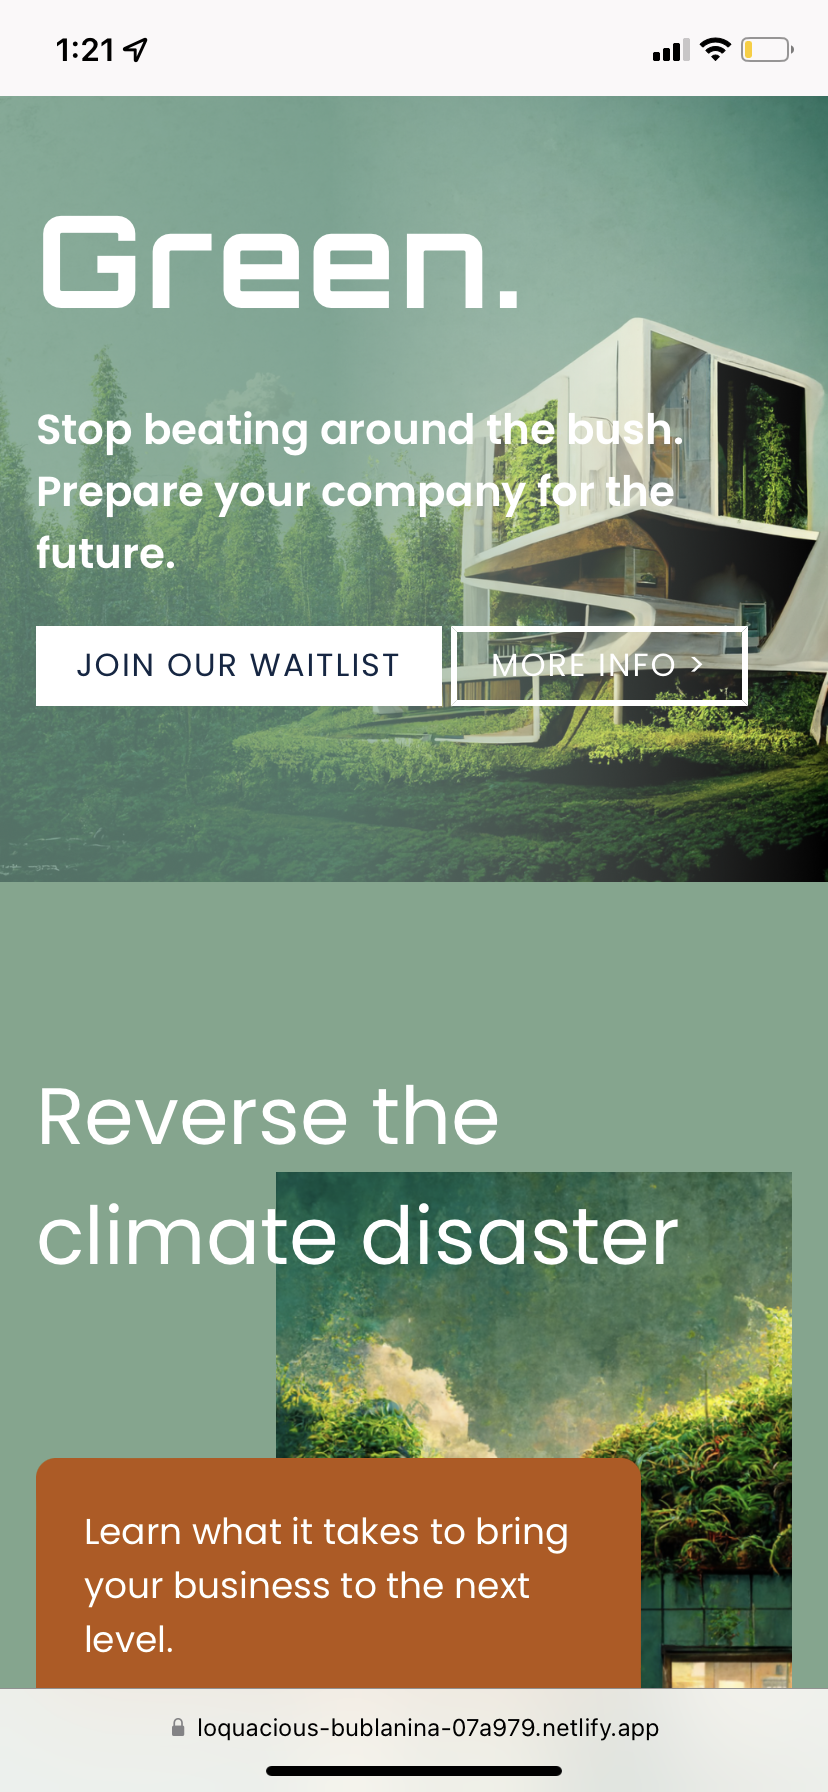 1:21
Green.
Stop beating around the bush.
Prepare your company for the
future.
JOIN OUR WAITLIST
MORE INFO >
Reverse the
climate disaster
Learn what it takes to bring
your business to the next
level.
loquacious-bublanina-07a979.netlify.app